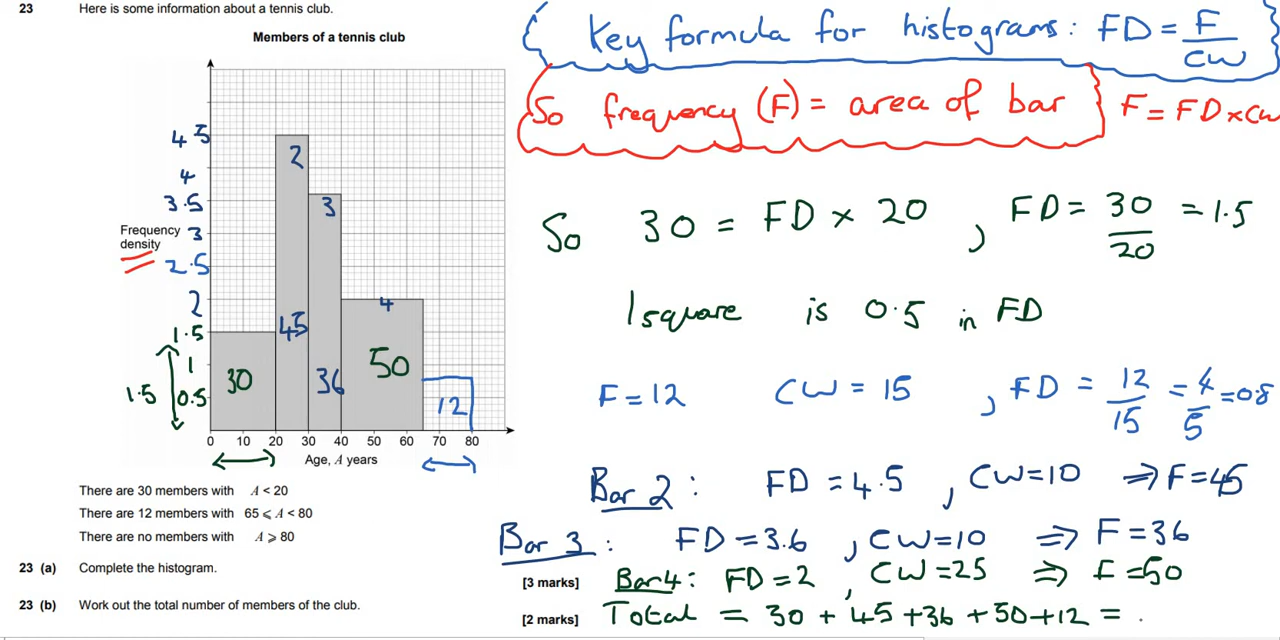 23 Here is some information about a tennis club.
Members of a tennis club
{ Key formula for histograms: FD = F/CW }
{ So frequency (F) = area of bar } F = FD × CW
4.5
4
3.5
3
2.5
2
1.5
1
0.5
Frequency
density
1.5
2
3
4
30
45
36
50
12
0 10 20 30 40 50 60 70 80
Age, A years
So 30 = FD × 20 , FD = 30/20 = 1.5
1 square is 0.5 in FD
F = 12 CW = 15 , FD = 12/15 = 4/5 = 0.8
There are 30 members with A < 20
There are 12 members with 65 ⩽ A < 80
There are no members with A ⩾ 80
Bar 2 : FD = 4.5 , CW = 10 ⇒ F = 45
Bar 3 : FD = 3.6 , CW = 10 ⇒ F = 36
23 (a) Complete the histogram.
[3 marks]
Bar 4 : FD = 2 , CW = 25 ⇒ F = 50
23 (b) Work out the total number of members of the club.
[2 marks]
Total = 30 + 45 + 36 + 50 + 12 =